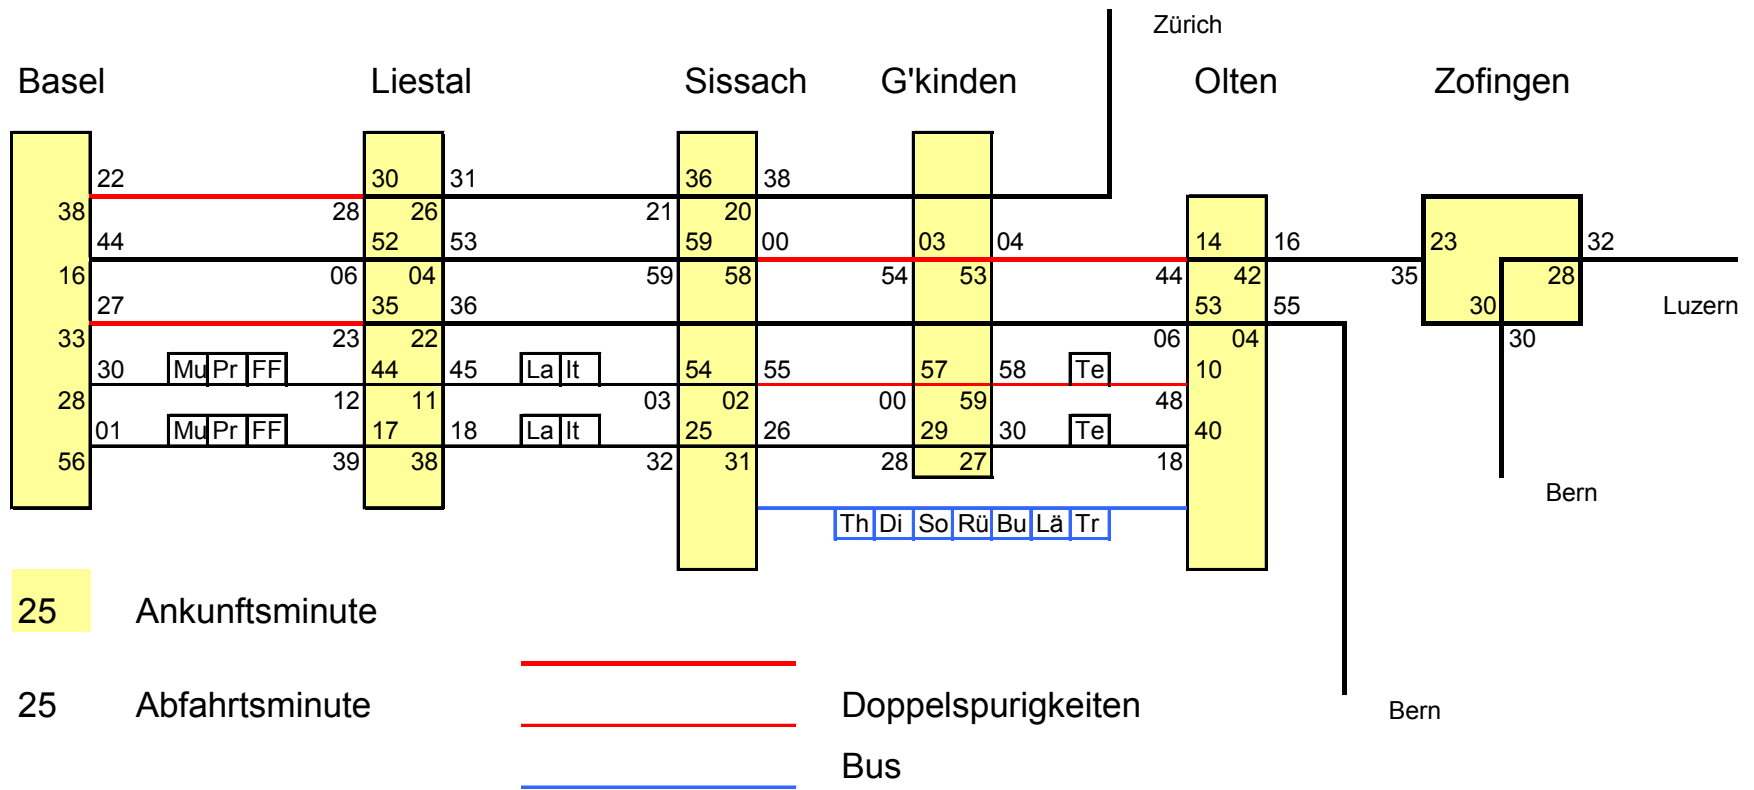 Zürich
Basel Liestal Sissach G'kinden Olten Zofingen
22 30 31 36 38
38 28 26 21 20
44 52 53 59 00 03 04 14 16 23 32
16 06 04 59 58 54 53 44 42 35 28
27 35 36 53 55 30 Luzern
33 23 22 06 04 30
30 Mu Pr FF 44 45 La It 54 55 57 58 Te 10
28 12 11 03 02 00 59 48
01 Mu Pr FF 17 18 La It 25 26 29 30 Te 40
56 39 38 32 31 28 27 18
Bern
Th Di So Rü Bu Lä Tr
25 Ankunftsminute
25 Abfahrtsminute Doppelspurigkeiten Bern
Bus